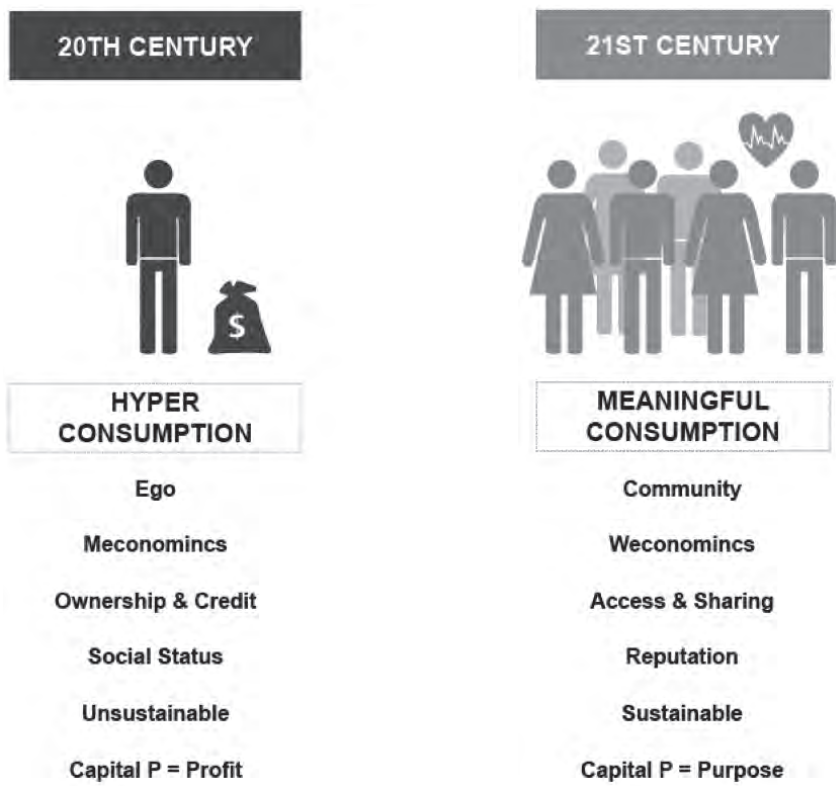 20TH CENTURY
21ST CENTURY
$
HYPER
CONSUMPTION
MEANINGFUL
CONSUMPTION
Ego
Community
Meconomincs
Weconomincs
Ownership & Credit
Access & Sharing
Social Status
Reputation
Unsustainable
Sustainable
Capital P = Profit
Capital P = Purpose